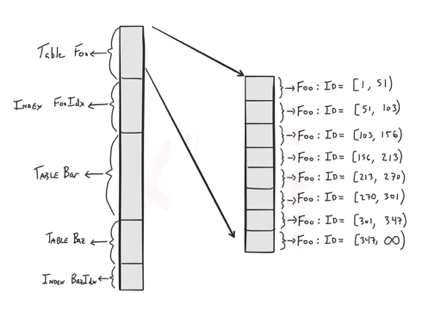 Table Foo
Index FooIdx
Table Bar
Table Baz
Index BazIdx
Foo: ID= [1, 51)
Foo: ID= [51, 103)
Foo: ID= [103, 156)
Foo: ID= [156, 213)
Foo: ID= [213, 270)
Foo: ID= [270, 301)
Foo: ID= [301, 347)
Foo: ID= [347, ∞)